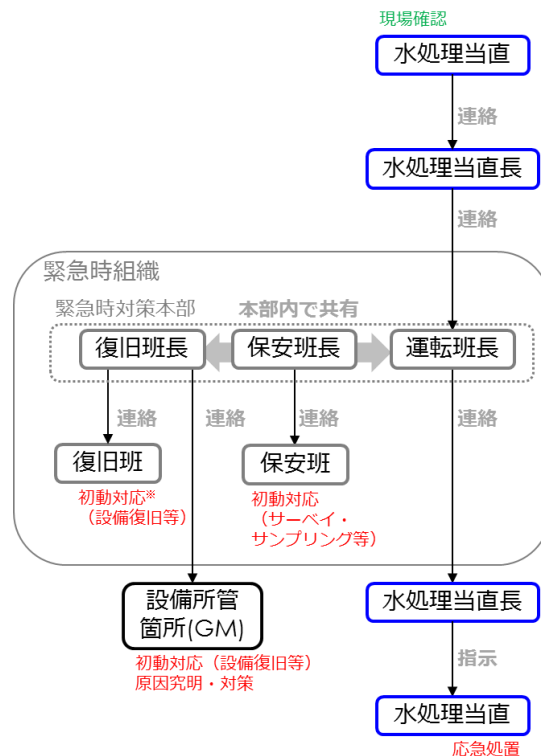 現場確認
水処理当直
連絡
水処理当直長
連絡
緊急時組織
緊急時対策本部
本部内で共有
復旧班長
保安班長
運転班長
連絡
連絡
連絡
連絡
復旧班
保安班
初動対応※
（設備復旧等）
初動対応
（サーベイ・
サンプリング等）
設備所管
箇所(GM)
水処理当直長
初動対応（設備復旧等）
原因究明・対策
指示
水処理当直
応急処置